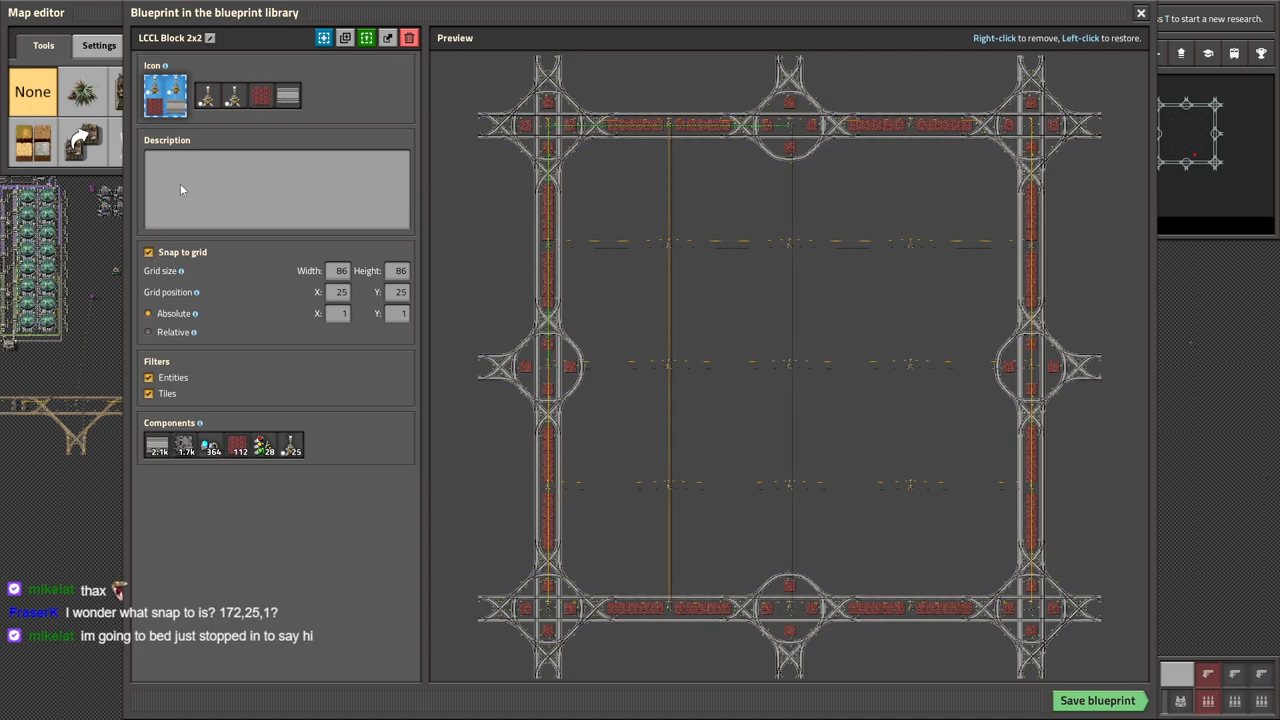 Map editor
Tools
Settings
None
Blueprint in the blueprint library
LCCL Block 2x2
Icon
Description
Snap to grid
Grid size
Width: 86 Height: 86
Grid position
X: 25 Y: 25
Absolute
X: 1 Y: 1
Relative
Filters
Entities
Tiles
Components
2.1k 1.7k 364 112 28 25
Preview
Right-click to remove, Left-click to restore.
s T to start a new research.
mikelat thax
FraserK I wonder what snap to is? 172,25,1?
mikelat im going to bed just stopped in to say hi
Save blueprint